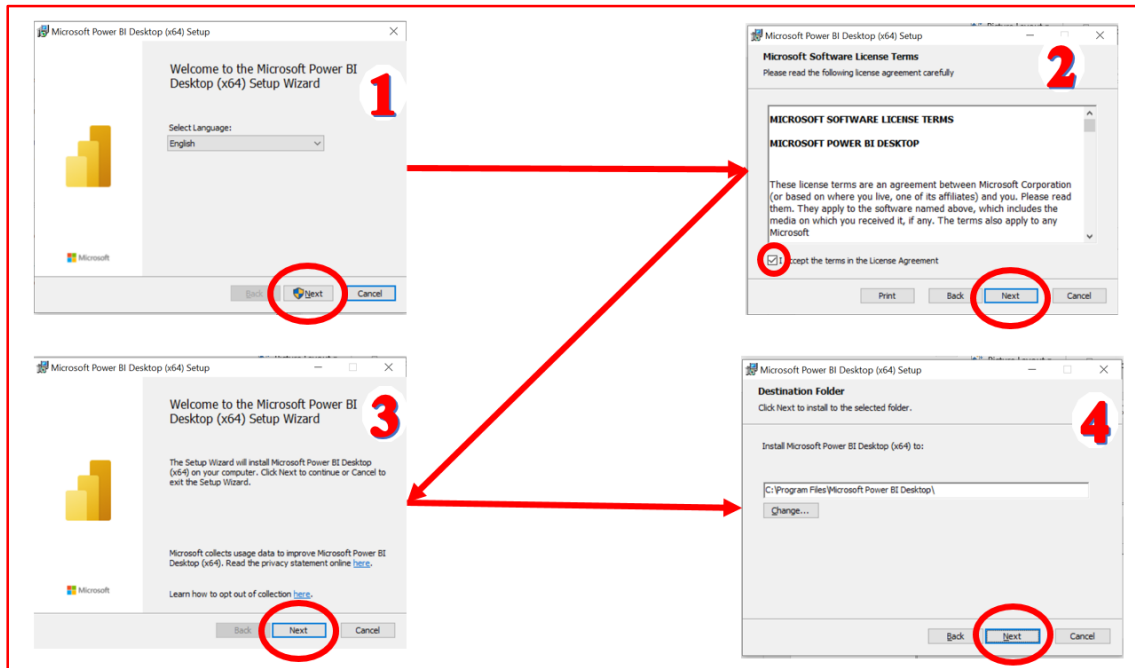 Microsoft Power BI Desktop (x64) Setup
1
Welcome to the Microsoft Power BI
Desktop (x64) Setup Wizard
Select Language:
English
Microsoft
Back
Next
Cancel
Microsoft Power BI Desktop (x64) Setup
2
Microsoft Software License Terms
Please read the following license agreement carefully
MICROSOFT SOFTWARE LICENSE TERMS
MICROSOFT POWER BI DESKTOP
These license terms are an agreement between Microsoft Corporation
(or based on where you live, one of its affiliates) and you. Please read
them. They apply to the software named above, which includes the
media on which you received it, if any. The terms also apply to any
Microsoft
I accept the terms in the License Agreement
Print
Back
Next
Cancel
Microsoft Power BI Desktop (x64) Setup
3
Welcome to the Microsoft Power BI
Desktop (x64) Setup Wizard
The Setup Wizard will install Microsoft Power BI Desktop
(x64) on your computer. Click Next to continue or Cancel to
exit the Setup Wizard.
Microsoft collects usage data to improve Microsoft Power BI
Desktop (x64). Read the privacy statement online here.
Learn how to opt out of collection here.
Microsoft
Back
Next
Cancel
Microsoft Power BI Desktop (x64) Setup
4
Destination Folder
Click Next to install to the selected folder.
Install Microsoft Power BI Desktop (x64) to:
C:\Program Files\Microsoft Power BI Desktop\
Change...
Back
Next
Cancel